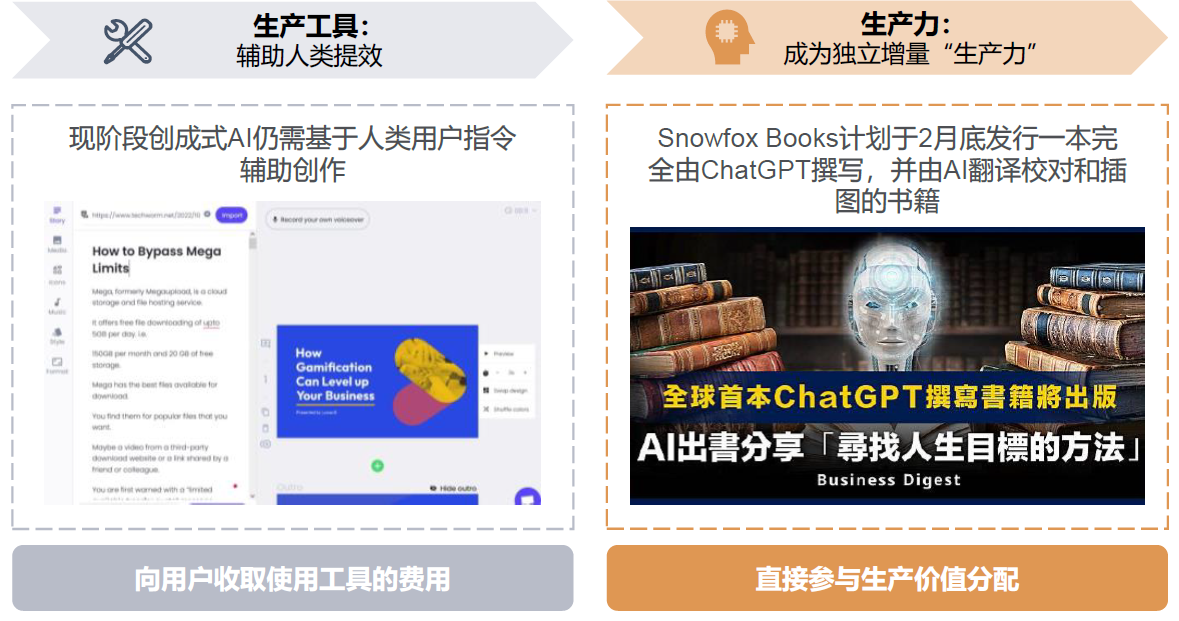 生产工具：
辅助人类提效
现阶段创成式AI仍需基于人类用户指令
辅助创作
Story
Media
Icons
Music
Style
Format
https://www.techworm.net/2022/10
Import
How to Bypass Mega
Limits
Mega, formerly Megaupload, is a cloud
storage and file hosting service.
It offers free file downloading of upto
5GB per day. i.e.
150GB per month and 20 GB of free
storage.
Mega has the best files available for
download.
You find them for popular files that you
want.
Maybe a video from a third-party
download website or a link shared by a
friend or colleague.
You are first warned with a "limited
Record your own voiceover
How
Gamification
Can Level up
Your Business
Preview
Swap design
Shuffle colors
Outro
Hide outro
向用户收取使用工具的费用
生产力：
成为独立增量“生产力”
Snowfox Books计划于2月底发行一本完
全由ChatGPT撰写，并由AI翻译校对和插
图的书籍
全球首本ChatGPT撰寫書籍將出版
AI出書分享「尋找人生目標的方法」
Business Digest
直接参与生产价值分配